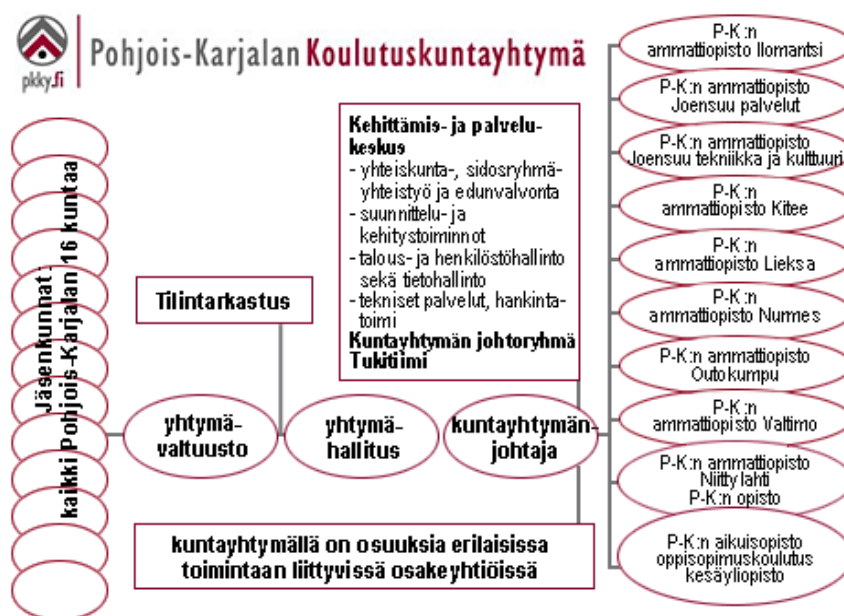 Pohjois-Karjalan Koulutuskuntayhtymä
pkky.fi
Jäsenkunnat:
kaikki Pohjois-Karjalan 16 kuntaa
Tilintarkastus
Kehittämis- ja palvelu-
keskus
- yhteiskunta-, sidosryhmä-
yhteistyö ja edunvalvonta
-suunnittelu- ja
kehitystoiminnot
-talous- ja henkilöstöhallinto
sekä tietohallinto
-tekniset palvelut, hankinta-
toimi
Kuntayhtymän johtoryhmä
Tukitiimi
yhtymä-
valtuusto
yhtymä-
hallitus
kuntayhtymän-
johtaja
kuntayhtymällä on osuuksia erilaisissa
toimintaan liittyvissä osakeyhtiöissä
P-K:n
ammattiopisto Ilomantsi
P-K:n ammattiopisto
Joensuu palvelut
P-K:n ammattiopisto
Joensuu tekniikka ja kulttuuri
P-K:n
ammattiopisto Kitee
P-K:n
ammattiopisto Lieksa
P-K:n
ammattiopisto Nurmes
P-K:n ammattiopisto
Outokumpu
P-K:n
ammattiopisto Valtimo
P-K:n ammattiopisto
Niittylahti
P-K:n opisto
P-K:n aikuisopisto
oppisopimuskoulutus
kesäyliopisto